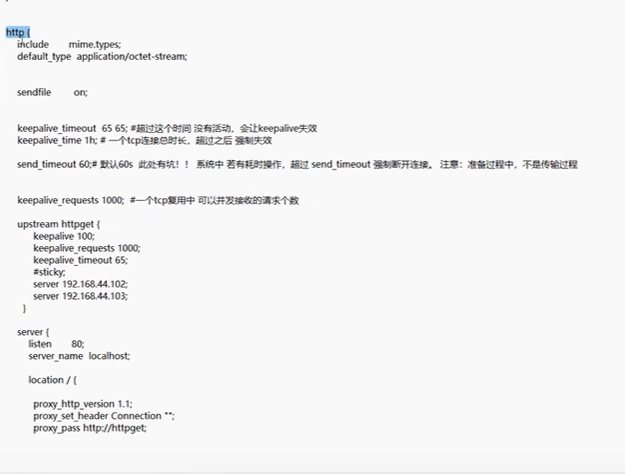 http {
include mime.types;
default_type application/octet-stream;
sendfile on;
keepalive_timeout 65 65; #超过这个时间 没有活动，会让keepalive失效
keepalive_time 1h; # 一个tcp连接总时长，超过之后 强制失效
send_timeout 60;# 默认60s 此处有坑！！ 系统中 若有耗时操作，超过 send_timeout 强制断开连接。 注意：准备过程中，不是传输过程
keepalive_requests 1000; #一个tcp复用中 可以并发接收的请求个数
upstream httpget {
keepalive 100;
keepalive_requests 1000;
keepalive_timeout 65;
#sticky;
server 192.168.44.102;
server 192.168.44.103;
}
server {
listen 80;
server_name localhost;
location / {
proxy_http_version 1.1;
proxy_set_header Connection "";
proxy_pass http://httpget;